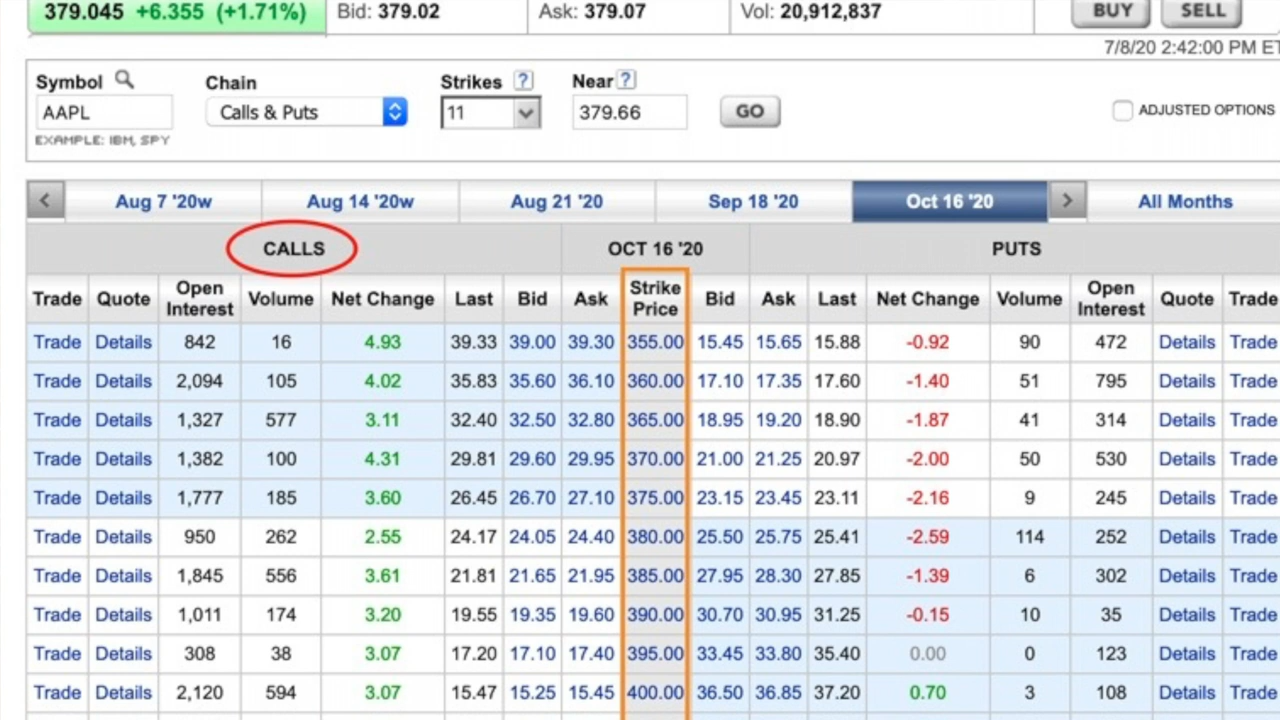 379.045 +6.355 (+1.71%) Bid: 379.02 Ask: 379.07 Vol: 20,912,837 BUY SELL
7/8/20 2:42:00 PM ET
Symbol Chain Strikes ? Near ?
AAPL Calls & Puts 11 379.66 GO ADJUSTED OPTIONS
EXAMPLE: IBM, SPY
< Aug 7 '20w Aug 14 '20w Aug 21 '20 Sep 18 '20 Oct 16 '20 > All Months
CALLS OCT 16 '20 PUTS
Trade Quote Open Interest Volume Net Change Last Bid Ask Strike Price Bid Ask Last Net Change Volume Open Interest Quote Trade
Trade Details 842 16 4.93 39.33 39.00 39.30 355.00 15.45 15.65 15.88 -0.92 90 472 Details Trade
Trade Details 2,094 105 4.02 35.83 35.60 36.10 360.00 17.10 17.35 17.60 -1.40 51 795 Details Trade
Trade Details 1,327 577 3.11 32.40 32.50 32.80 365.00 18.95 19.20 18.90 -1.87 41 314 Details Trade
Trade Details 1,382 100 4.31 29.81 29.60 29.95 370.00 21.00 21.25 20.97 -2.00 50 530 Details Trade
Trade Details 1,777 185 3.60 26.45 26.70 27.10 375.00 23.15 23.45 23.11 -2.16 9 245 Details Trade
Trade Details 950 262 2.55 24.17 24.05 24.40 380.00 25.50 25.75 25.41 -2.59 114 252 Details Trade
Trade Details 1,845 556 3.61 21.81 21.65 21.95 385.00 27.95 28.30 27.85 -1.39 6 302 Details Trade
Trade Details 1,011 174 3.20 19.55 19.35 19.60 390.00 30.70 30.95 31.25 -0.15 10 35 Details Trade
Trade Details 308 38 3.07 17.20 17.10 17.40 395.00 33.45 33.80 35.40 0.00 0 123 Details Trade
Trade Details 2,120 594 3.07 15.47 15.25 15.45 400.00 36.50 36.85 37.20 0.70 3 108 Details Trade